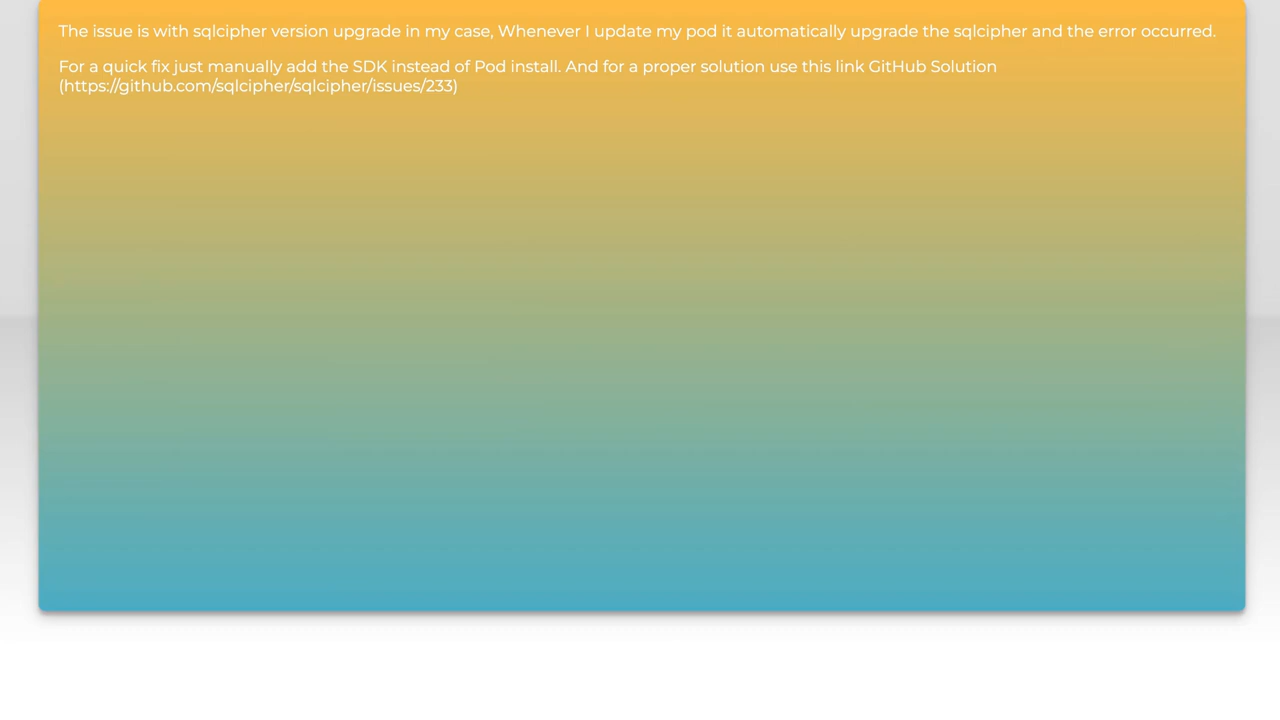 The issue is with sqlcipher version upgrade in my case, Whenever I update my pod it automatically upgrade the sqlcipher and the error occurred.
For a quick fix just manually add the SDK instead of Pod install. And for a proper solution use this link GitHub Solution
(https://github.com/sqlcipher/sqlcipher/issues/233)